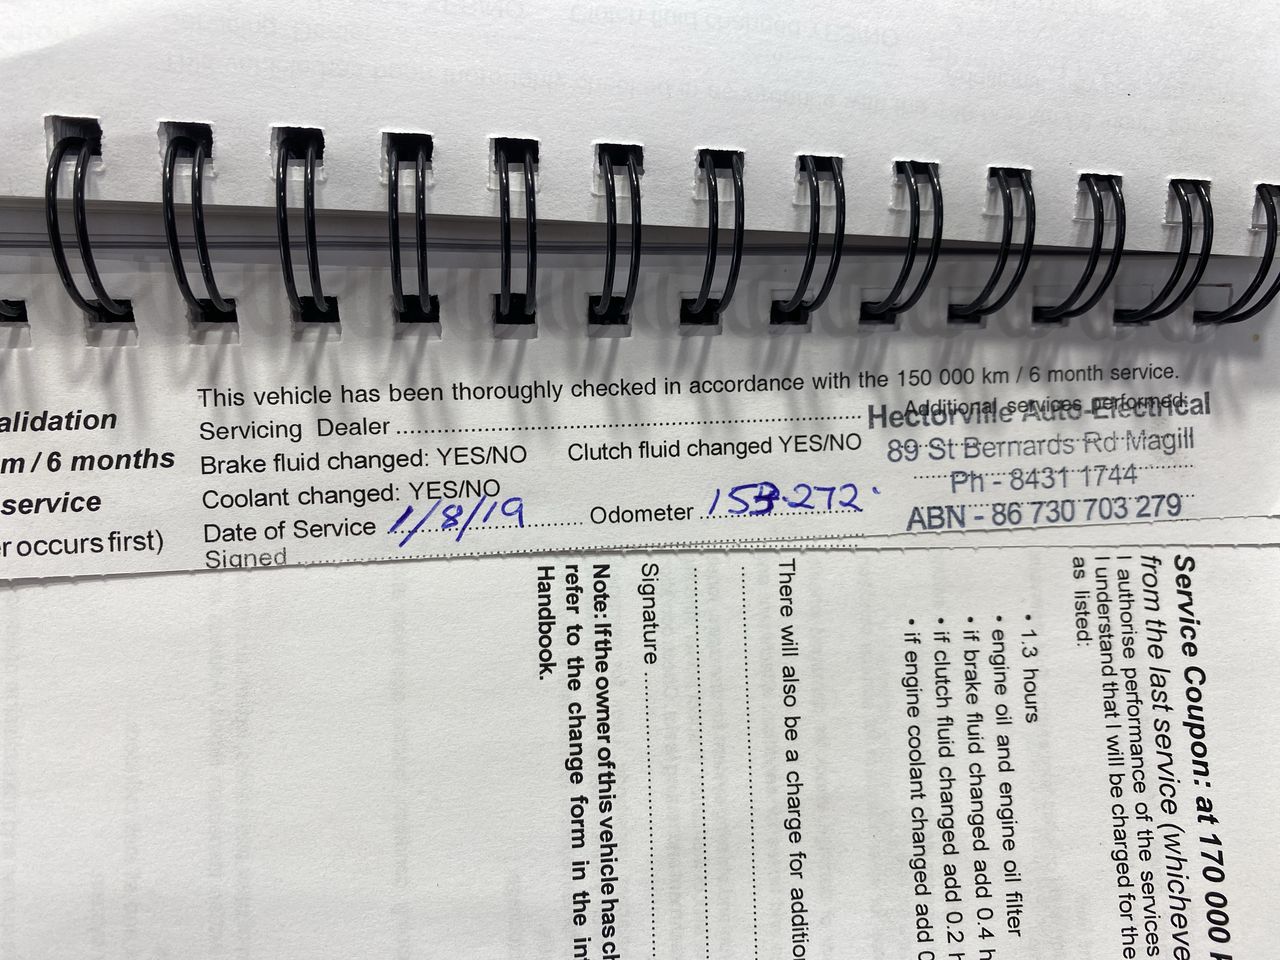 This vehicle has been thoroughly checked in accordance with the 150 000 km / 6 month service.
alidation
Servicing Dealer
Additional services performed:
Hectorville Auto-Electrical
m / 6 months
Brake fluid changed: YES/NO
Clutch fluid changed YES/NO
89 St Bernards Rd Magill
service
Coolant changed: YES/NO
Ph - 8431 1744
r occurs first)
Date of Service 1/8/19
Odometer 153.272.
ABN - 86 730 703 279
Signed
Service Coupon: at 170 000
from the last service (whicheve
I authorise performance of the services
I understand that I will be charged for the
as listed:
• 1.3 hours
• engine oil and engine oil filter
• if brake fluid changed add 0.4 h
• if clutch fluid changed add 0.2 h
• if engine coolant changed add
There will also be a charge for addition
Signature
Note: If the owner of this vehicle has ch
refer to the change form in the int
Handbook.